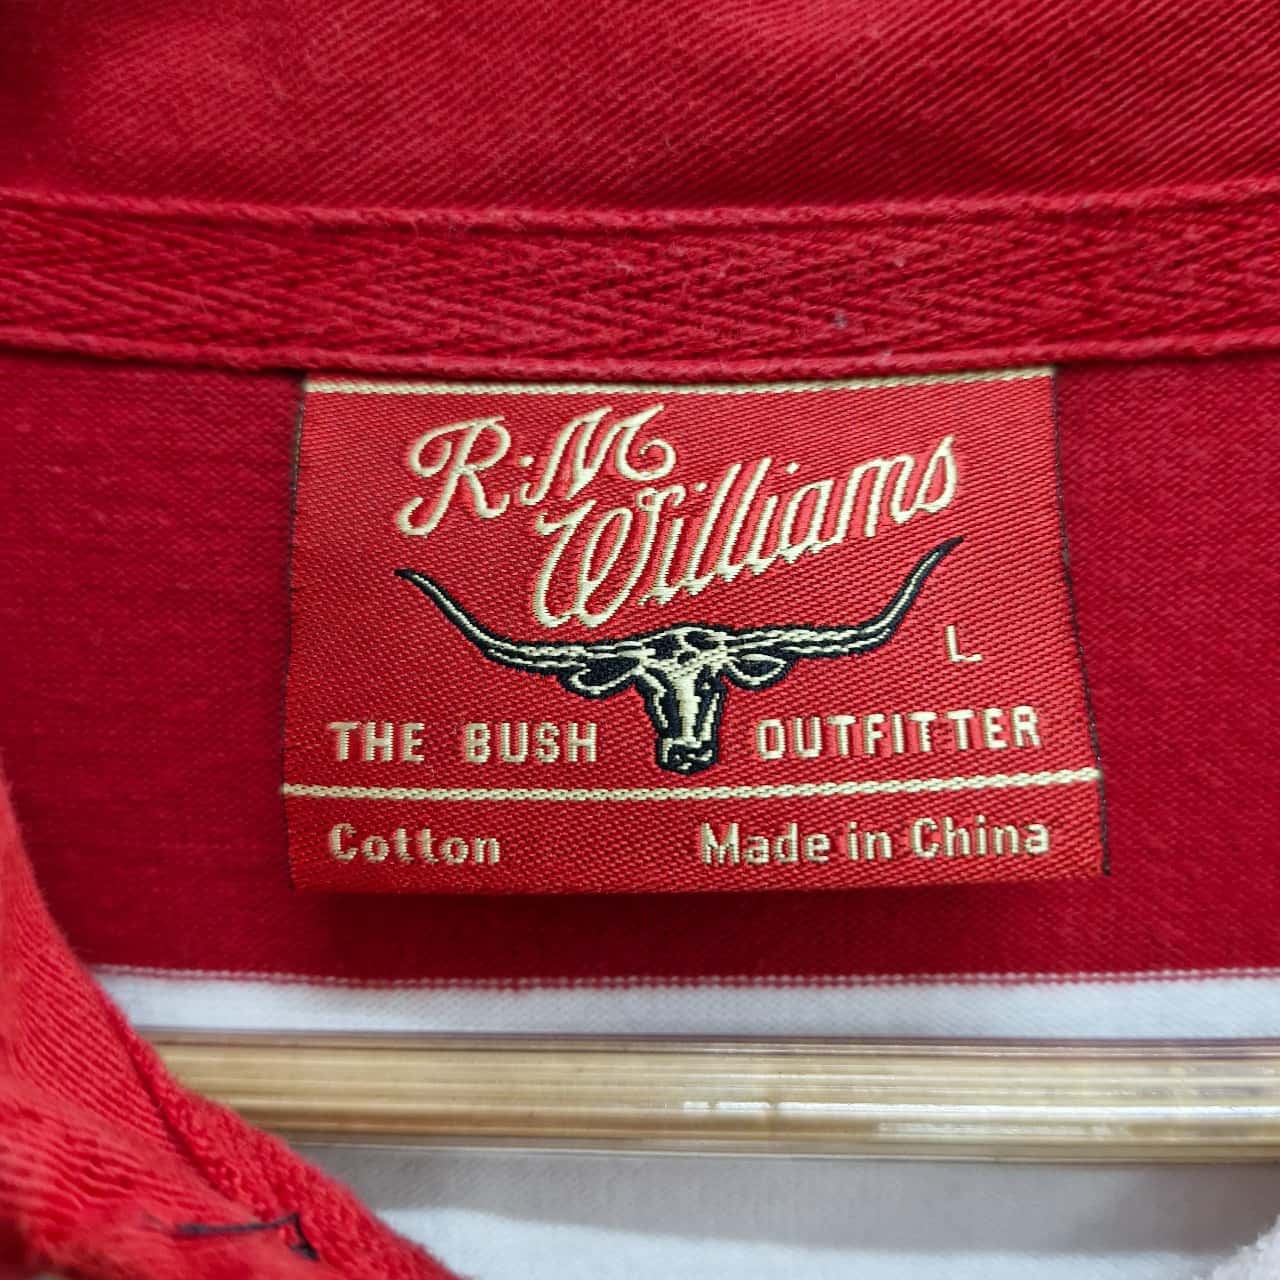 R.M
Williams
L
THE BUSH OUTFITTER
Cotton Made in China